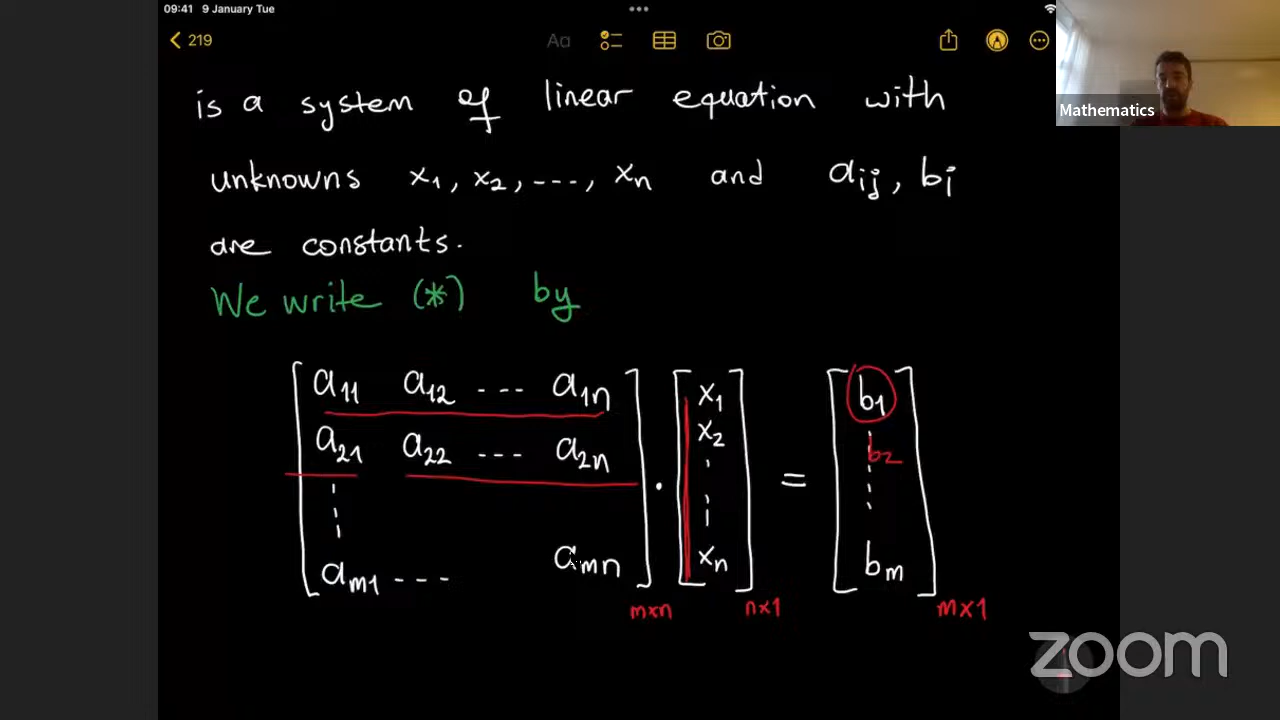 09:41 9 January Tue
219
Aa
Mathematics
is a system of linear equation with
unknowns x₁, x₂, ---, xₙ and aᵢⱼ, bᵢ
are constants.
We write (*) by
a₁₁ a₁₂ --- a₁ₙ x₁ b₁
a₂₁ a₂₂ --- a₂ₙ x₂ b₂
· =
aₘ₁ --- aₘₙ xₙ bₘ
m×n n×1 m×1
zoom